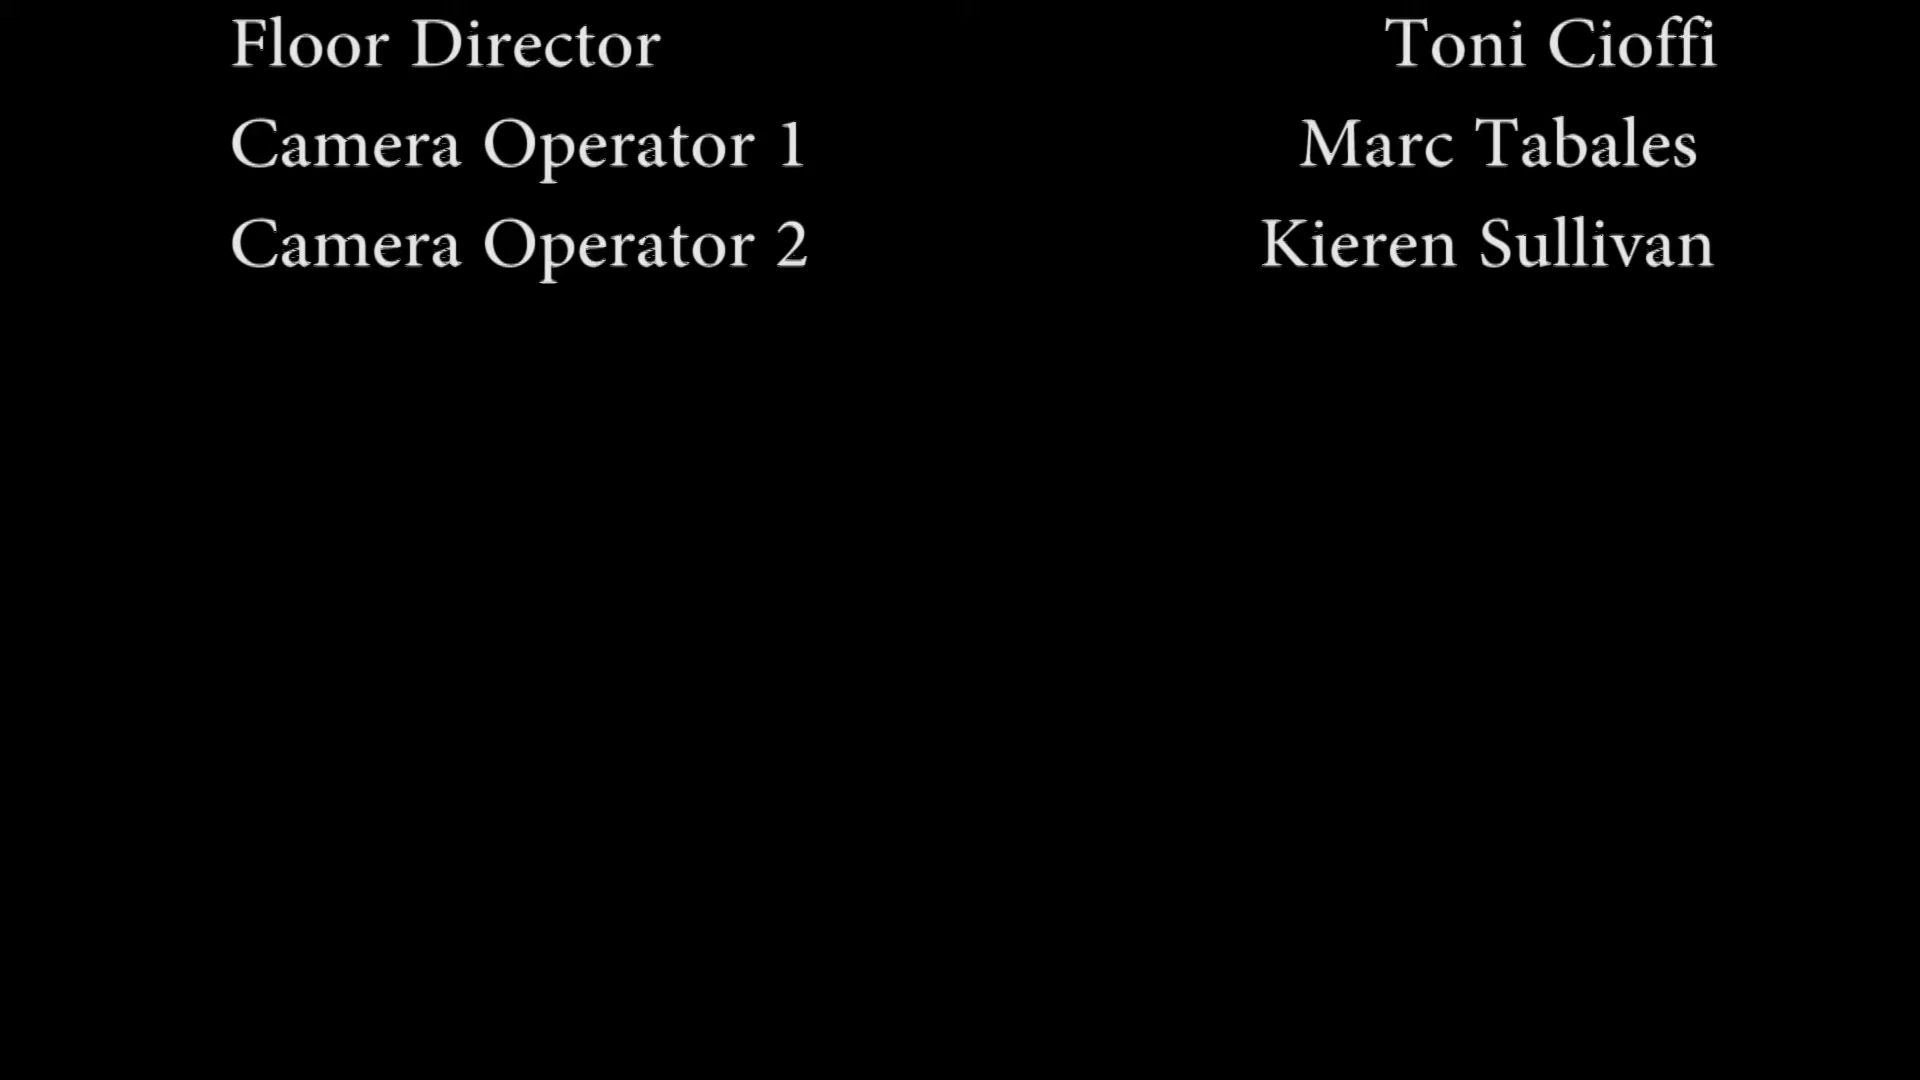 Floor Director Toni Cioffi
Camera Operator 1 Marc Tabales
Camera Operator 2 Kieren Sullivan